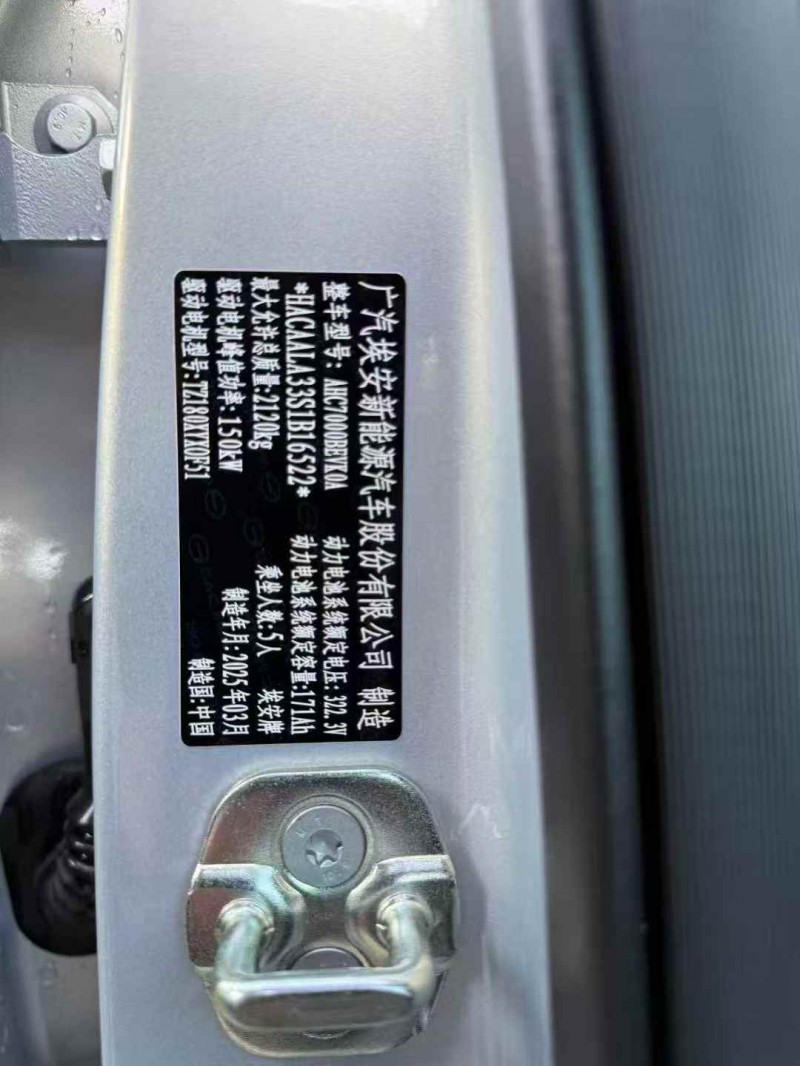 广汽埃安新能源汽车股份有限公司 制造
整车型号: AHC7000BEVK0A 动力电池系统额定电压: 322.3V
*HACAALA33S1B16522* 动力电池系统额定容量:171Ah
最大允许总质量:2120kg 乘坐人数:5人 埃安牌
驱动电机峰值功率: 150kW 制造年月:2025年03月
驱动电机型号:TZ180XYX0F51 制造国:中国